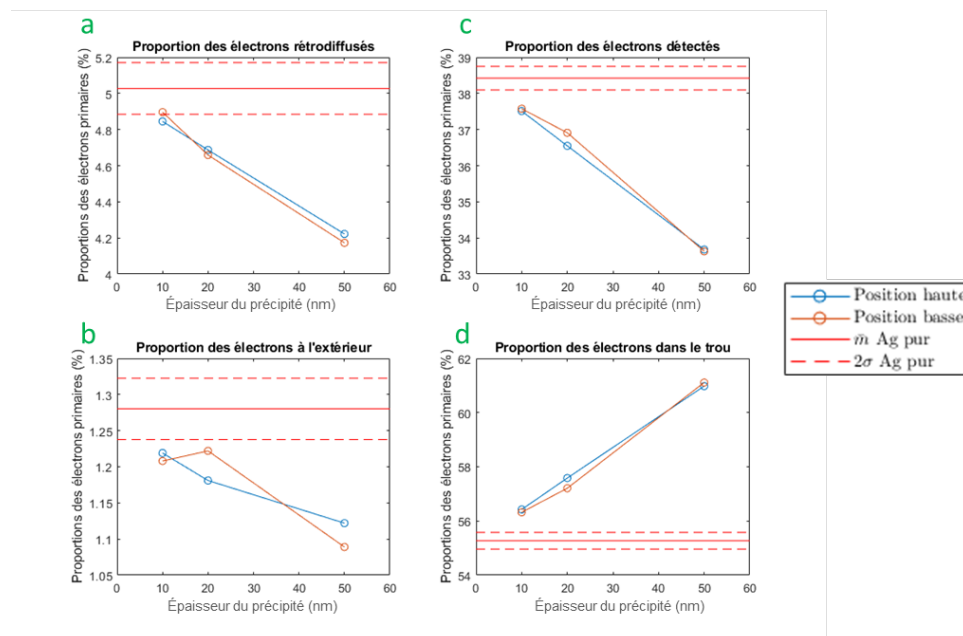 a
Proportion des électrons rétrodiffusés
Proportions des électrons primaires (%)
5.2
5
4.8
4.6
4.4
4.2
4
0 10 20 30 40 50 60
Épaisseur du précipité (nm)
c
Proportion des électrons détectés
Proportions des électrons primaires (%)
39
38
37
36
35
34
33
0 10 20 30 40 50 60
Épaisseur du précipité (nm)
b
Proportion des électrons à l'extérieur
Proportions des électrons primaires (%)
1.35
1.3
1.25
1.2
1.15
1.1
1.05
0 10 20 30 40 50 60
Épaisseur du précipité (nm)
d
Proportion des électrons dans le trou
Proportions des électrons primaires (%)
62
60
58
56
54
0 10 20 30 40 50 60
Épaisseur du précipité (nm)
Position haute
Position basse
m̄ Ag pur
2σ Ag pur